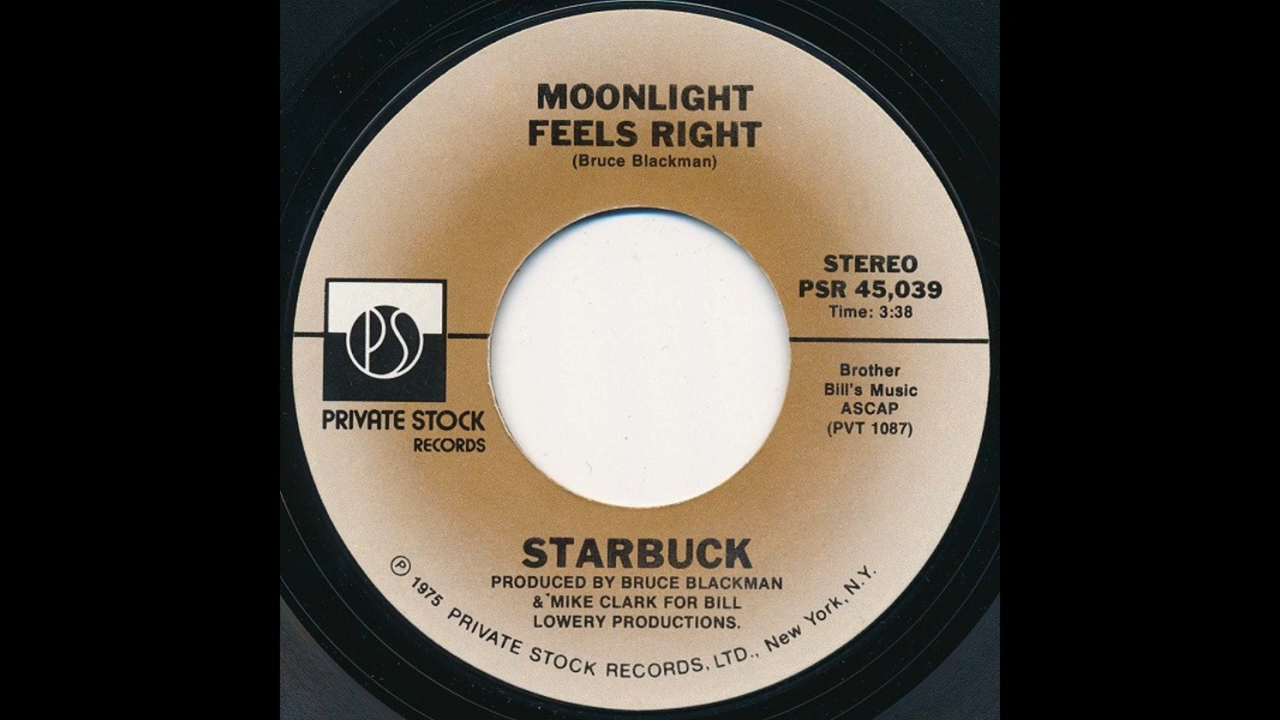 MOONLIGHT
FEELS RIGHT
(Bruce Blackman)
STEREO
PSR 45,039
Time: 3:38
PS
PRIVATE STOCK
RECORDS
Brother
Bill's Music
ASCAP
(PVT 1087)
STARBUCK
PRODUCED BY BRUCE BLACKMAN
& MIKE CLARK FOR BILL
LOWERY PRODUCTIONS.
Ⓟ 1975 PRIVATE STOCK RECORDS, LTD., New York, N.Y.